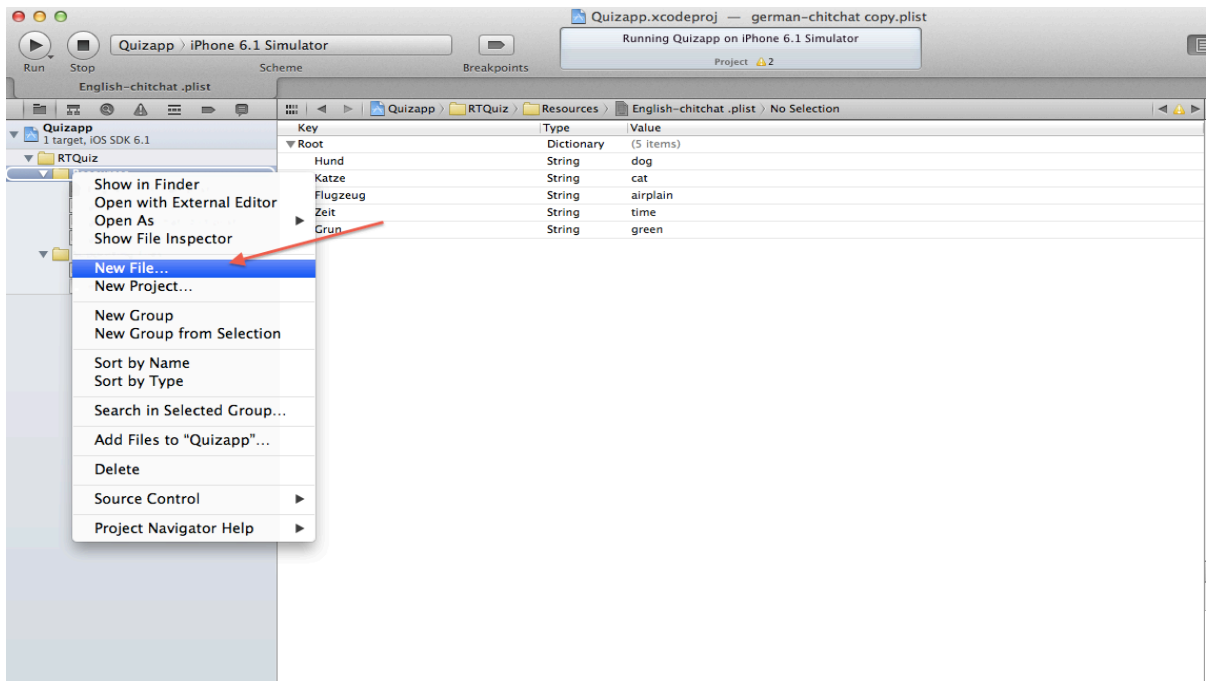 Quizapp.xcodeproj — german-chitchat copy.plist
Quizapp 〉 iPhone 6.1 Simulator
Running Quizapp on iPhone 6.1 Simulator
Project 2
Run Stop Scheme Breakpoints
English-chitchat .plist
Quizapp 〉 RTQuiz 〉 Resources 〉 English-chitchat .plist 〉 No Selection
Quizapp
1 target, iOS SDK 6.1
RTQuiz
Key Type Value
Root Dictionary (5 items)
Hund String dog
Katze String cat
Flugzeug String airplain
Zeit String time
Grun String green
Show in Finder
Open with External Editor
Open As
Show File Inspector
New File...
New Project...
New Group
New Group from Selection
Sort by Name
Sort by Type
Search in Selected Group...
Add Files to "Quizapp"...
Delete
Source Control
Project Navigator Help